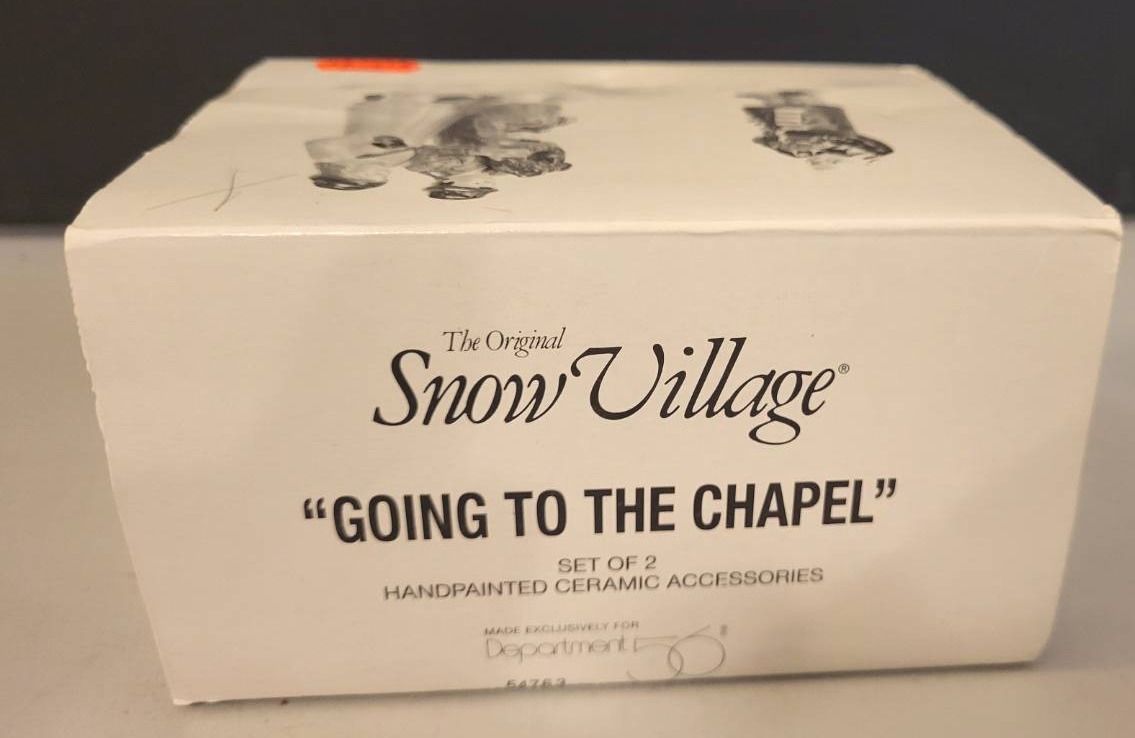 The Original
Snow Village®
“GOING TO THE CHAPEL”
SET OF 2
HANDPAINTED CERAMIC ACCESSORIES
MADE EXCLUSIVELY FOR
Department 56®
54763